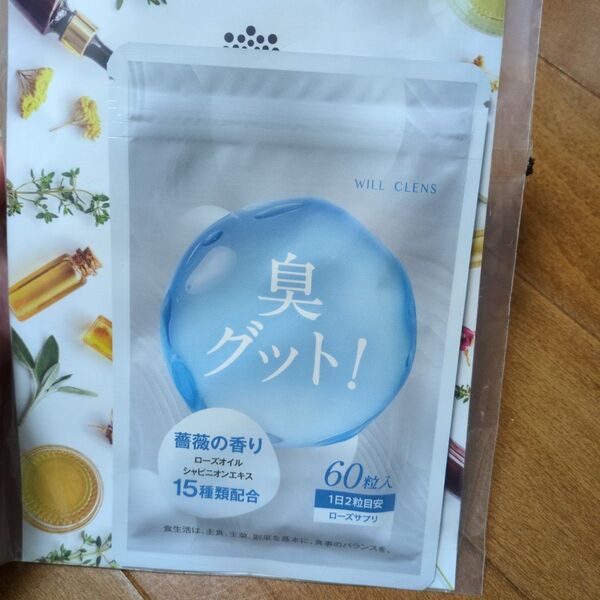 WILL CLENS
臭
グット!
薔薇の香り
ローズオイル
シャピニオンエキス
15種類配合
60粒入
1日2粒目安
ローズサプリ
食生活は、主食、主菜、副菜を基本に、食事のバランスを。